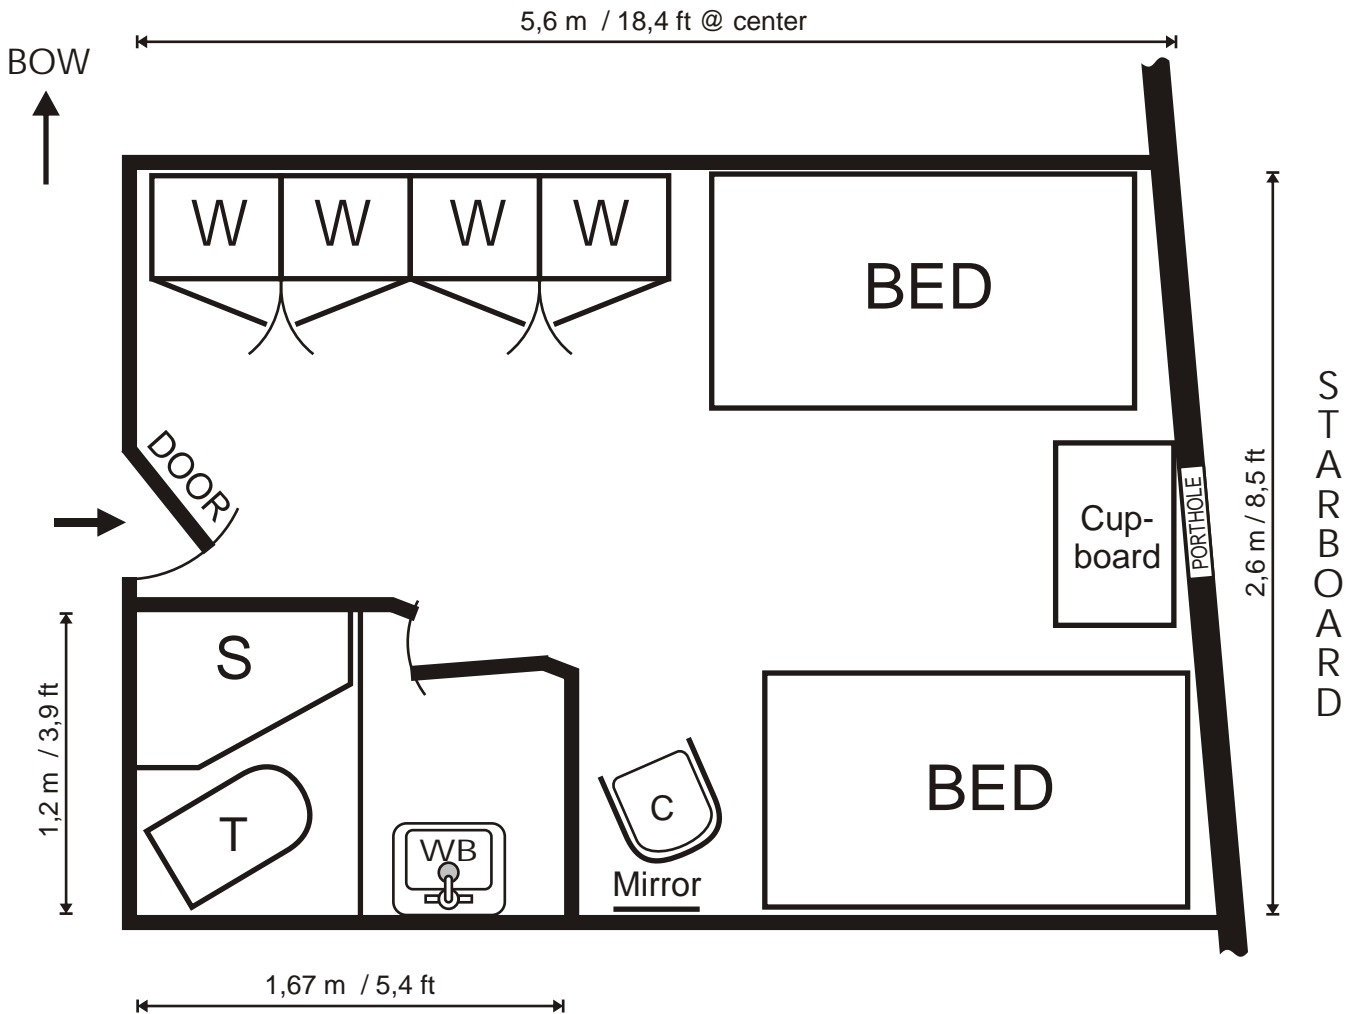 5,6 m / 18,4 ft @ center
BOW
W W W W
BED
DOOR
STARBOARD
Cup-
board
PORTHOLE
2,6 m / 8,5 ft
S
1,2 m / 3,9 ft
T
WB
C
Mirror
BED
1,67 m / 5,4 ft